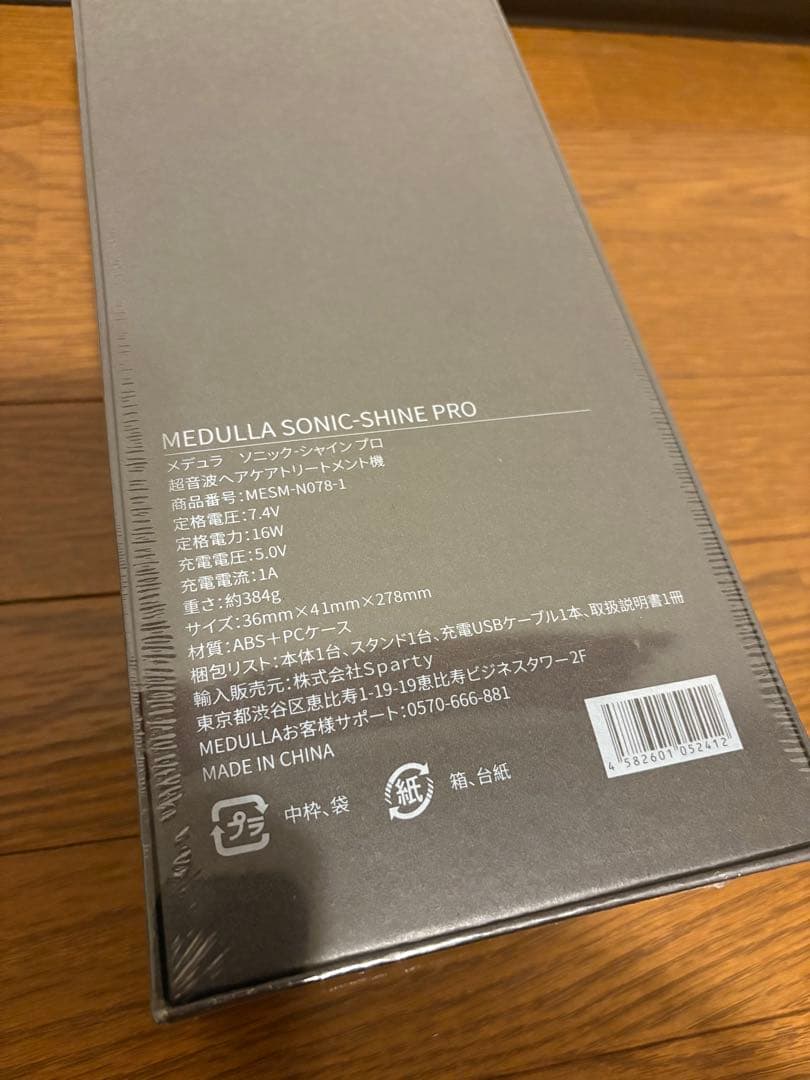 MEDULLA SONIC-SHINE PRO
メデュラ　ソニック-シャイン プロ
超音波ヘアケアトリートメント機
商品番号:MESM-N078-1
定格電圧:7.4V
定格電力:16W
充電電圧:5.0V
充電電流:1A
重さ:約384g
サイズ:36mm×41mm×278mm
材質:ABS+PCケース
梱包リスト:本体1台、スタンド1台、充電USBケーブル1本、取扱説明書1冊
輸入販売元:株式会社Sparty
東京都渋谷区恵比寿1-19-19恵比寿ビジネスタワー2F
MEDULLAお客様サポート:0570-666-881
MADE IN CHINA
4 582601 052412
プラ 中枠、袋
紙 箱、台紙